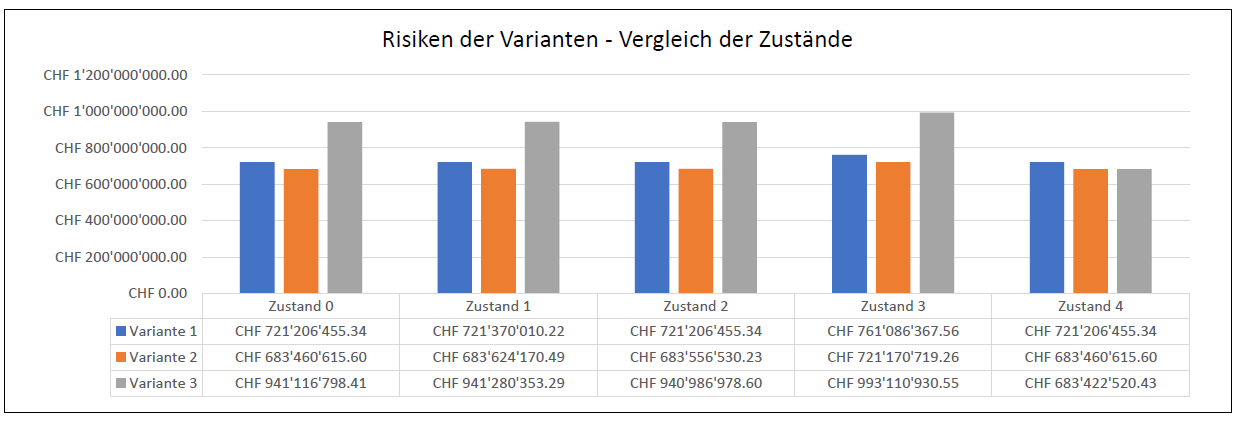 Risiken der Varianten - Vergleich der Zustände
CHF 1'200'000'000.00
CHF 1'000'000'000.00
CHF 800'000'000.00
CHF 600'000'000.00
CHF 400'000'000.00
CHF 200'000'000.00
CHF 0.00
Zustand 0 Zustand 1 Zustand 2 Zustand 3 Zustand 4
Variante 1 CHF 721'206'455.34 CHF 721'370'010.22 CHF 721'206'455.34 CHF 761'086'367.56 CHF 721'206'455.34
Variante 2 CHF 683'460'615.60 CHF 683'624'170.49 CHF 683'556'530.23 CHF 721'170'719.26 CHF 683'460'615.60
Variante 3 CHF 941'116'798.41 CHF 941'280'353.29 CHF 940'986'978.60 CHF 993'110'930.55 CHF 683'422'520.43